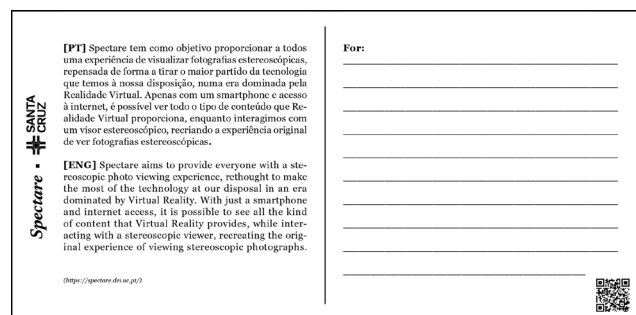 [PT] Spectare tem como objetivo proporcionar a todos
uma experiência de visualizar fotografias estereoscópicas,
repensada de forma a tirar o maior partido da tecnologia
que temos à nossa disposição, numa era dominada pela
Realidade Virtual. Apenas com um smartphone e acesso
à internet, é possível ver todo o tipo de conteúdo que Re-
alidade Virtual proporciona, enquanto interagimos com
um visor estereoscópico, recriando a experiência original
de ver fotografias estereoscópicas.
[ENG] Spectare aims to provide everyone with a ste-
reoscopic photo viewing experience, rethought to make
the most of the technology at our disposal in an era
dominated by Virtual Reality. With just a smartphone
and internet access, it is possible to see all the kind
of content that Virtual Reality provides, while inter-
acting with a stereoscopic viewer, recreating the orig-
inal experience of viewing stereoscopic photographs.
(https://spectare.dei.uc.pt/)
Spectare
SANTA
CRUZ
For: